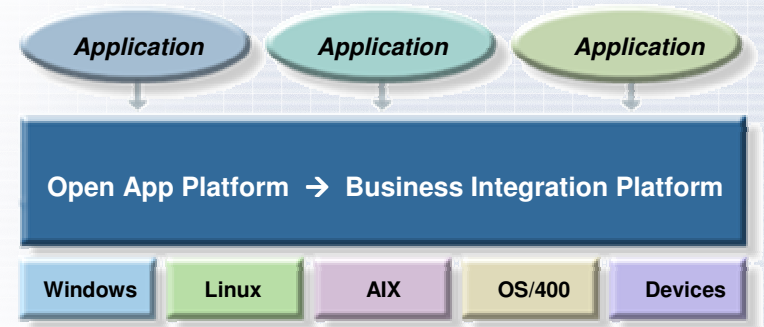 Application Application Application
Open App Platform → Business Integration Platform
Windows Linux AIX OS/400 Devices